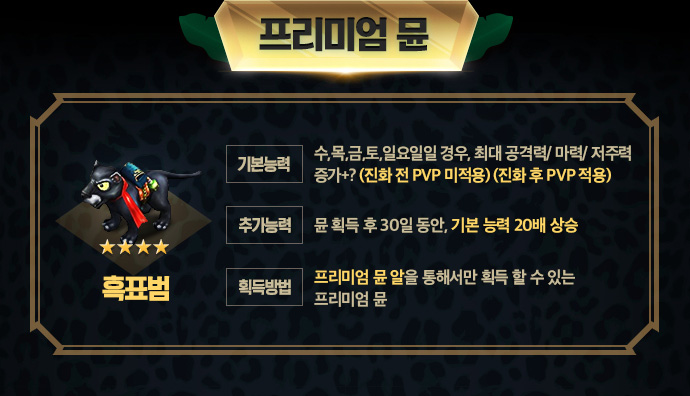 프리미엄 뮨
기본능력
수,목,금,토,일요일일 경우, 최대 공격력/ 마력/ 저주력
증가+? (진화 전 PVP 미적용) (진화 후 PVP 적용)
추가능력
뮨 획득 후 30일 동안, 기본 능력 20배 상승
흑표범
획득방법
프리미엄 뮨 알을 통해서만 획득 할 수 있는
프리미엄 뮨